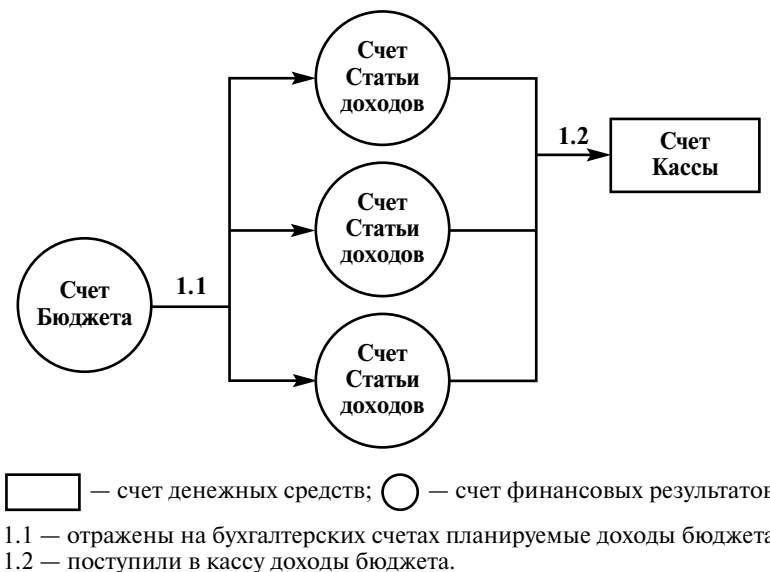 Счет
Статьи
доходов
1.2
Счет
Кассы
Счет
Статьи
доходов
Счет
Бюджета
1.1
Счет
Статьи
доходов
— счет денежных средств; — счет финансовых результатов
1.1 — отражены на бухгалтерских счетах планируемые доходы бюджета
1.2 — поступили в кассу доходы бюджета.